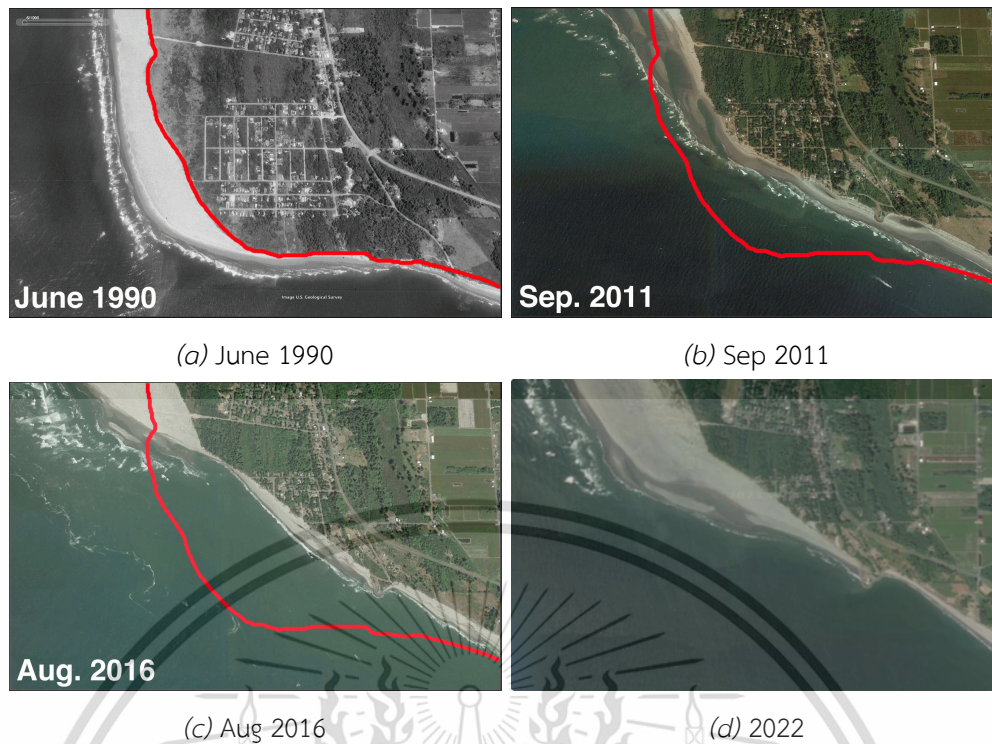 June 1990
Image U.S. Geological Survey
Sep. 2011
(a) June 1990
(b) Sep 2011
Aug. 2016
(c) Aug 2016
(d) 2022